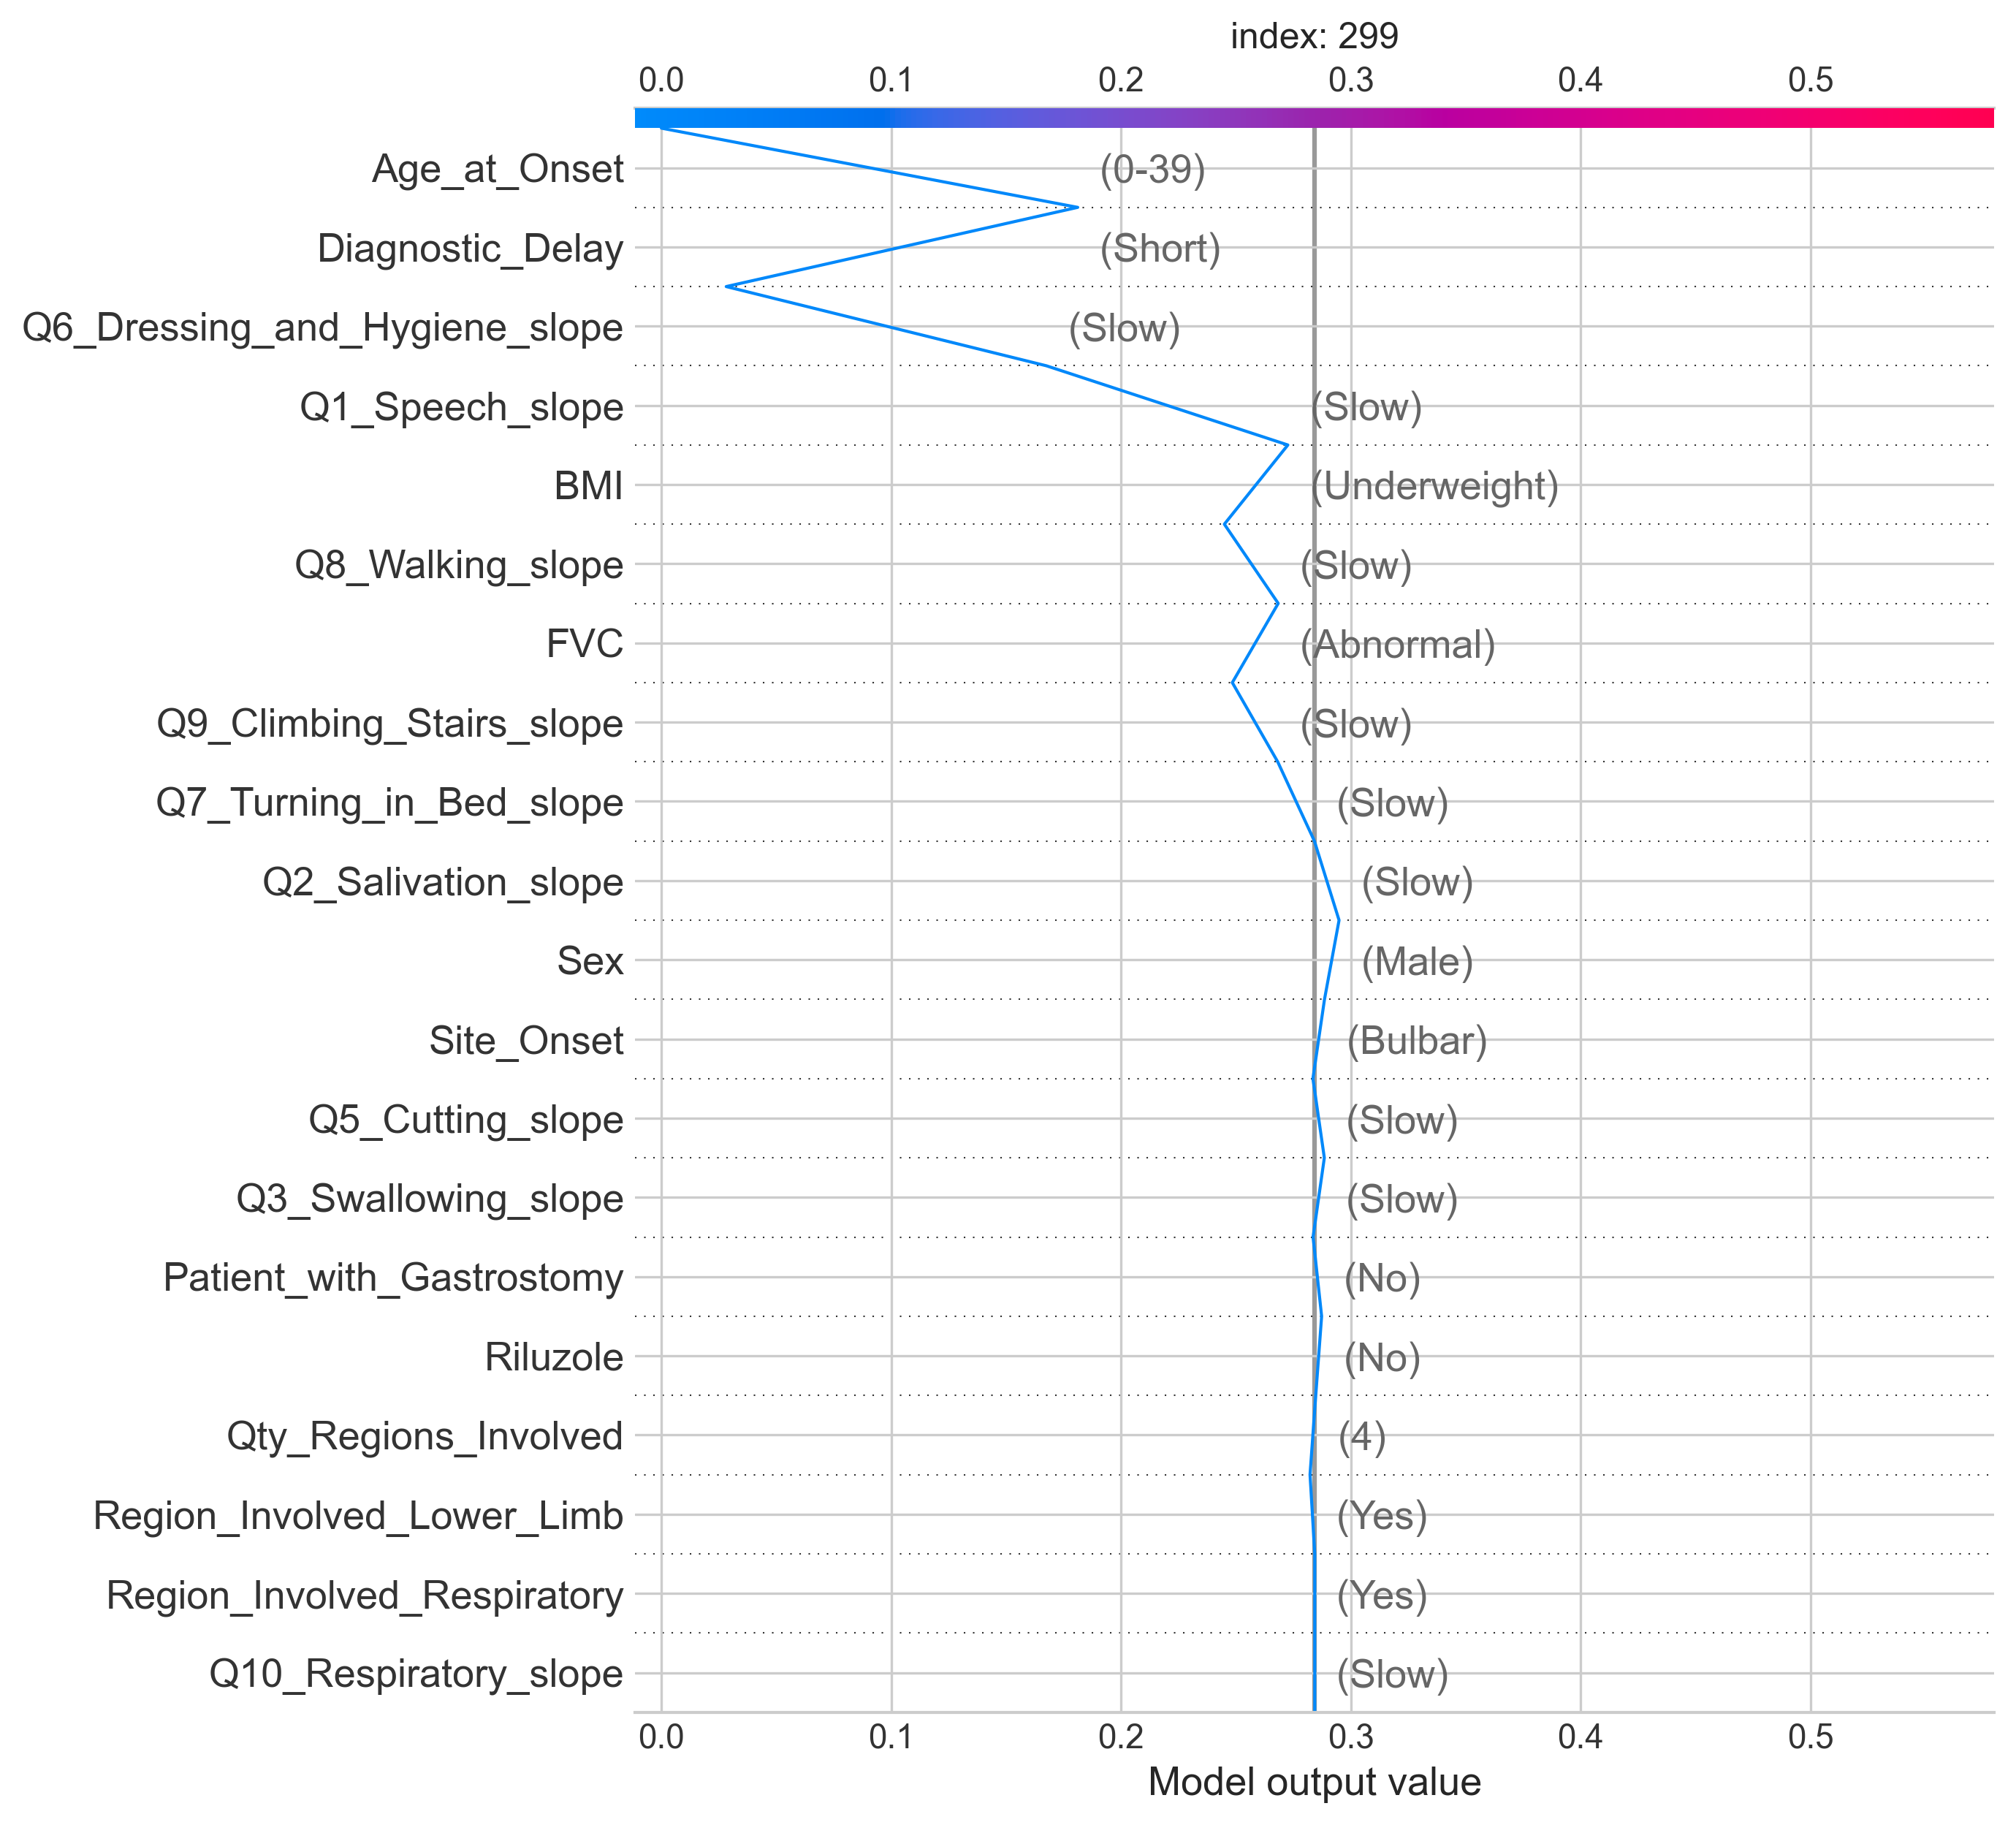 index: 299
0.0 0.1 0.2 0.3 0.4 0.5
Age_at_Onset (0-39)
Diagnostic_Delay (Short)
Q6_Dressing_and_Hygiene_slope (Slow)
Q1_Speech_slope (Slow)
BMI (Underweight)
Q8_Walking_slope (Slow)
FVC (Abnormal)
Q9_Climbing_Stairs_slope (Slow)
Q7_Turning_in_Bed_slope (Slow)
Q2_Salivation_slope (Slow)
Sex (Male)
Site_Onset (Bulbar)
Q5_Cutting_slope (Slow)
Q3_Swallowing_slope (Slow)
Patient_with_Gastrostomy (No)
Riluzole (No)
Qty_Regions_Involved (4)
Region_Involved_Lower_Limb (Yes)
Region_Involved_Respiratory (Yes)
Q10_Respiratory_slope (Slow)
0.0 0.1 0.2 0.3 0.4 0.5
Model output value